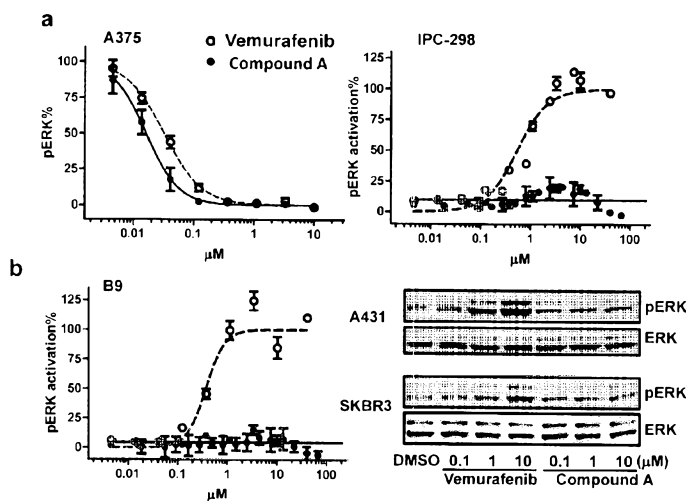 a
A375
Vemurafenib
Compound A
IPC-298
pERK%
100
75
50
25
0
0.01 0.1 1 10
μM
pERK activation%
125
100
75
50
25
0
0.01 0.1 1 10 100
μM
b
B9
pERK activation%
125
100
75
50
25
0
0.01 0.1 1 10 100
μM
A431
pERK
ERK
SKBR3
pERK
ERK
DMSO 0.1 1 10 0.1 1 10 (μM)
Vemurafenib Compound A